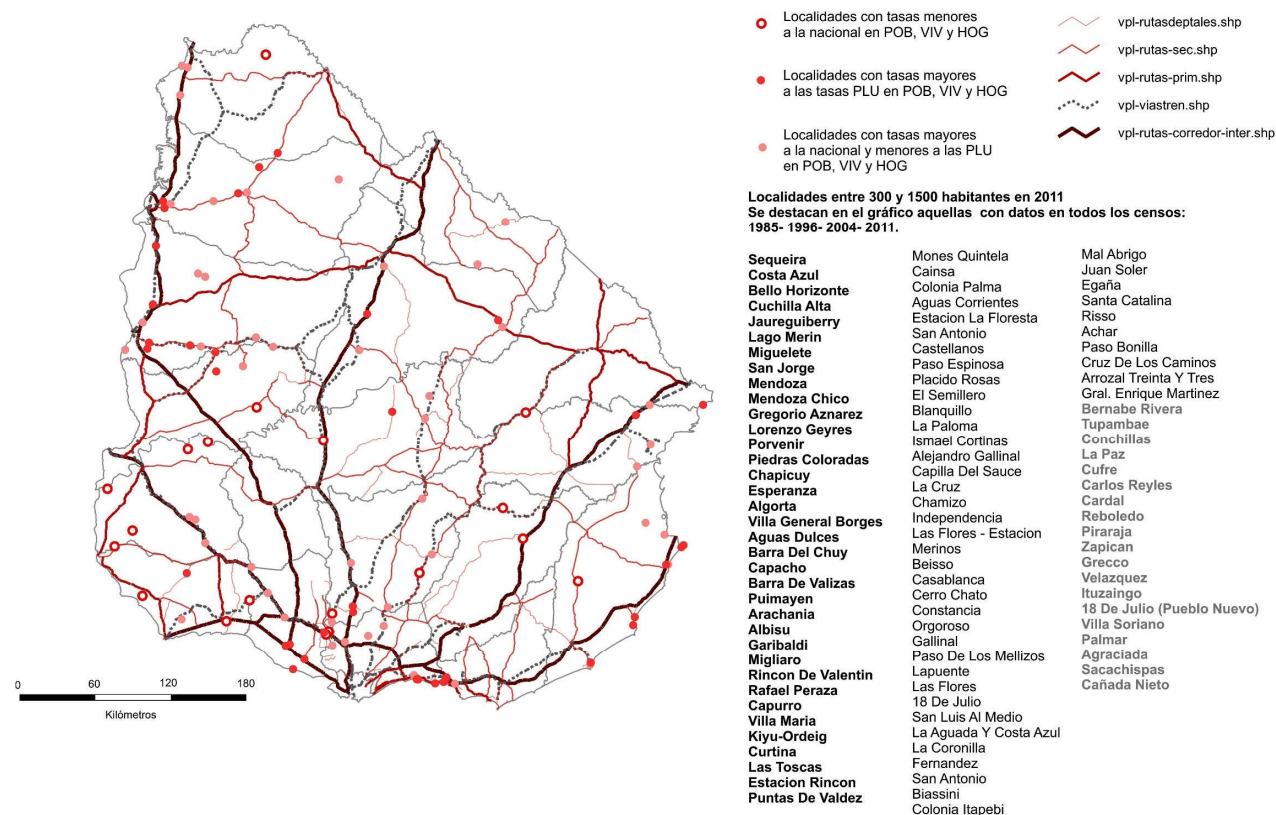 Localidades con tasas menores
a la nacional en POB, VIV y HOG
Localidades con tasas mayores
a las tasas PLU en POB, VIV y HOG
Localidades con tasas mayores
a la nacional y menores a las PLU
en POB, VIV y HOG
vpl-rutasdeptales.shp
vpl-rutas-sec.shp
vpl-rutas-prim.shp
vpl-viastren.shp
vpl-rutas-corredor-inter.shp
Localidades entre 300 y 1500 habitantes en 2011
Se destacan en el gráfico aquellas con datos en todos los censos:
1985- 1996- 2004- 2011.
Sequeira
Costa Azul
Bello Horizonte
Cuchilla Alta
Jaureguiberry
Lago Merin
Miguelete
San Jorge
Mendoza
Mendoza Chico
Gregorio Aznarez
Lorenzo Geyres
Porvenir
Piedras Coloradas
Chapicuy
Esperanza
Algorta
Villa General Borges
Aguas Dulces
Barra Del Chuy
Capacho
Barra De Valizas
Puimayen
Arachania
Albisu
Garibaldi
Migliaro
Rincon De Valentin
Rafael Peraza
Capurro
Villa Maria
Kiyu-Ordeig
Curtina
Las Toscas
Estacion Rincon
Puntas De Valdez
Mones Quintela
Cainsa
Colonia Palma
Aguas Corrientes
Estacion La Floresta
San Antonio
Castellanos
Paso Espinosa
Placido Rosas
El Semillero
Blanquillo
La Paloma
Ismael Cortinas
Alejandro Gallinal
Capilla Del Sauce
La Cruz
Chamizo
Independencia
Las Flores - Estacion
Merinos
Beisso
Casablanca
Cerro Chato
Constancia
Orgoroso
Gallinal
Paso De Los Mellizos
Lapuente
Las Flores
18 De Julio
San Luis Al Medio
La Aguada Y Costa Azul
La Coronilla
Fernandez
San Antonio
Biassini
Colonia Itapebi
Mal Abrigo
Juan Soler
Egaña
Santa Catalina
Risso
Achar
Paso Bonilla
Cruz De Los Caminos
Arrozal Treinta Y Tres
Gral. Enrique Martinez
Bernabe Rivera
Tupambae
Conchillas
La Paz
Cufre
Carlos Reyles
Cardal
Reboledo
Piraraja
Zapican
Grecco
Velazquez
Ituzaingo
18 De Julio (Pueblo Nuevo)
Villa Soriano
Palmar
Agraciada
Sacachispas
Cañada Nieto
0 60 120 180
Kilómetros